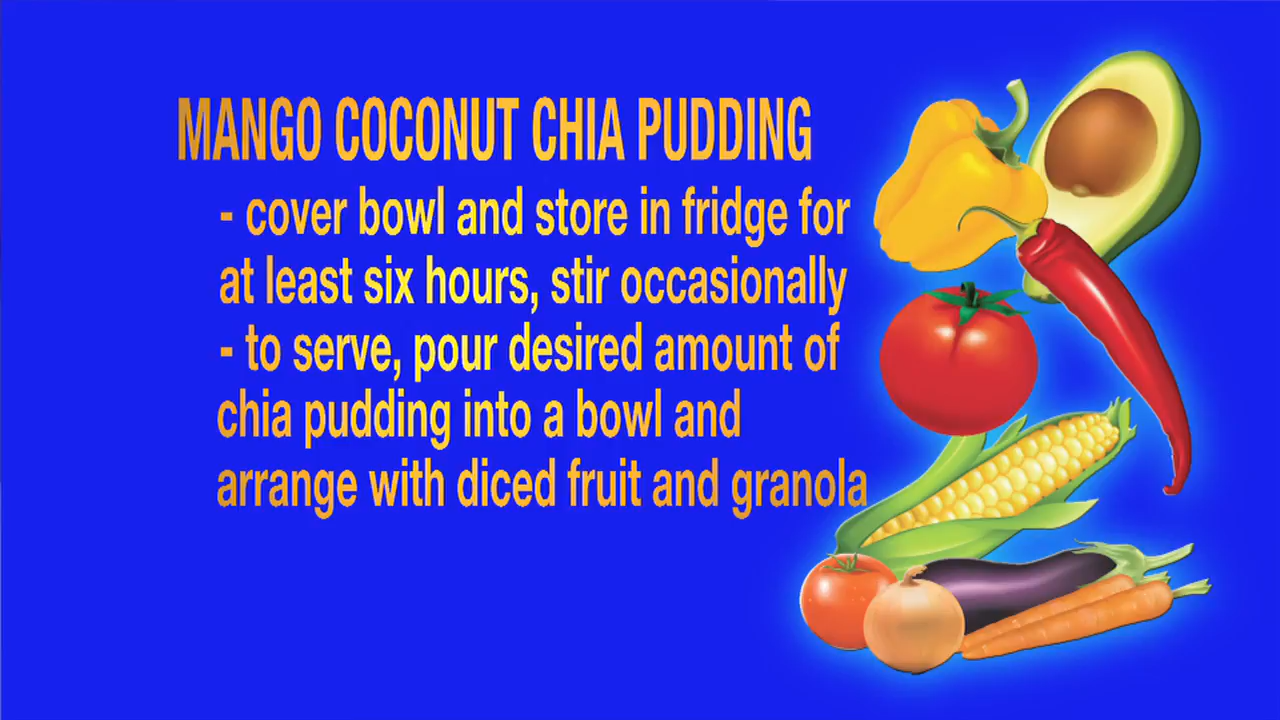 MANGO COCONUT CHIA PUDDING
- cover bowl and store in fridge for
at least six hours, stir occasionally
- to serve, pour desired amount of
chia pudding into a bowl and
arrange with diced fruit and granola